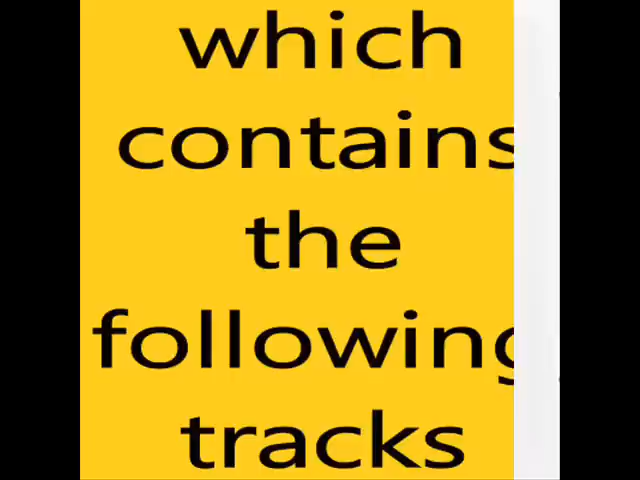 which
contains
the
following
tracks